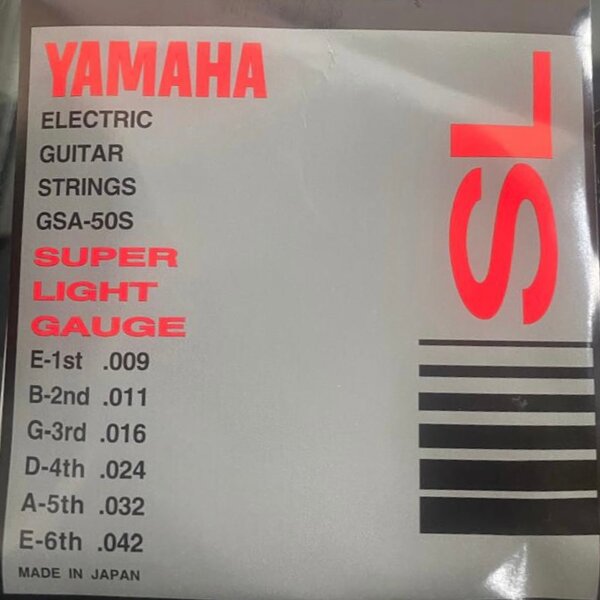 YAMAHA
ELECTRIC
GUITAR
STRINGS
GSA-50S
SUPER
LIGHT
GAUGE
E-1st .009
B-2nd .011
G-3rd .016
D-4th .024
A-5th .032
E-6th .042
MADE IN JAPAN
SL